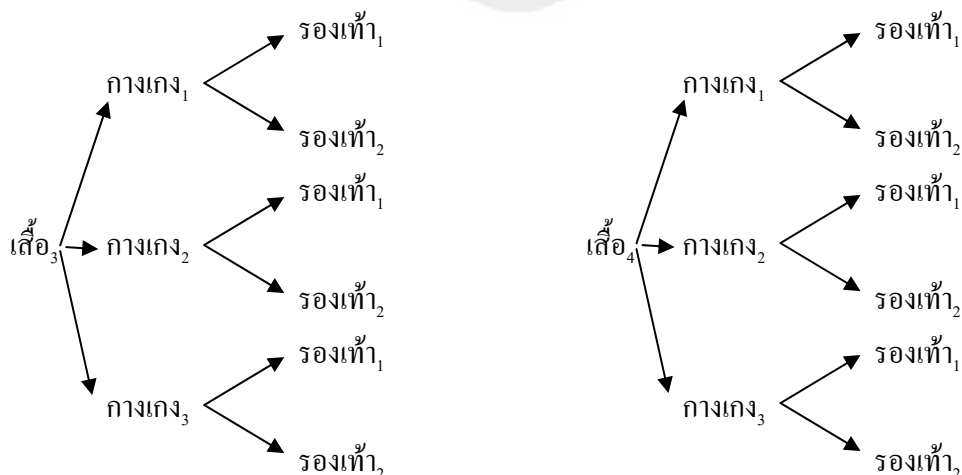 รองเท้า₁ รองเท้า₁
กางเกง₁ กางเกง₁
รองเท้า₂ รองเท้า₂
รองเท้า₁ รองเท้า₁
เสื้อ₃ กางเกง₂ เสื้อ₄ กางเกง₂
รองเท้า₂ รองเท้า₂
รองเท้า₁ รองเท้า₁
กางเกง₃ กางเกง₃
รองเท้า₂ รองเท้า₂